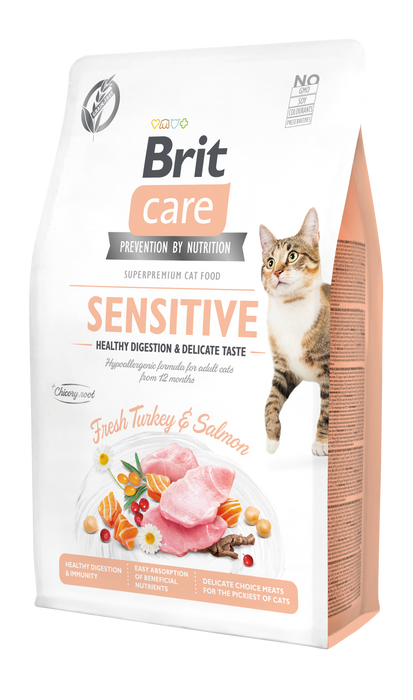 NO
GMO
SOY
COLOURANTS
PRESERVATIVES
Brit
care
PREVENTION BY NUTRITION
SUPERPREMIUM CAT FOOD
SENSITIVE
HEALTHY DIGESTION & DELICATE TASTE
Hypoallergenic formula for adult cats
from 12 months
+Chicory root
Fresh Turkey & Salmon
HEALTHY DIGESTION
& IMMUNITY
EASY ABSORPTION
OF BENEFICIAL
NUTRIENTS
DELICATE CHOICE MEATS
FOR THE PICKIEST OF CATS